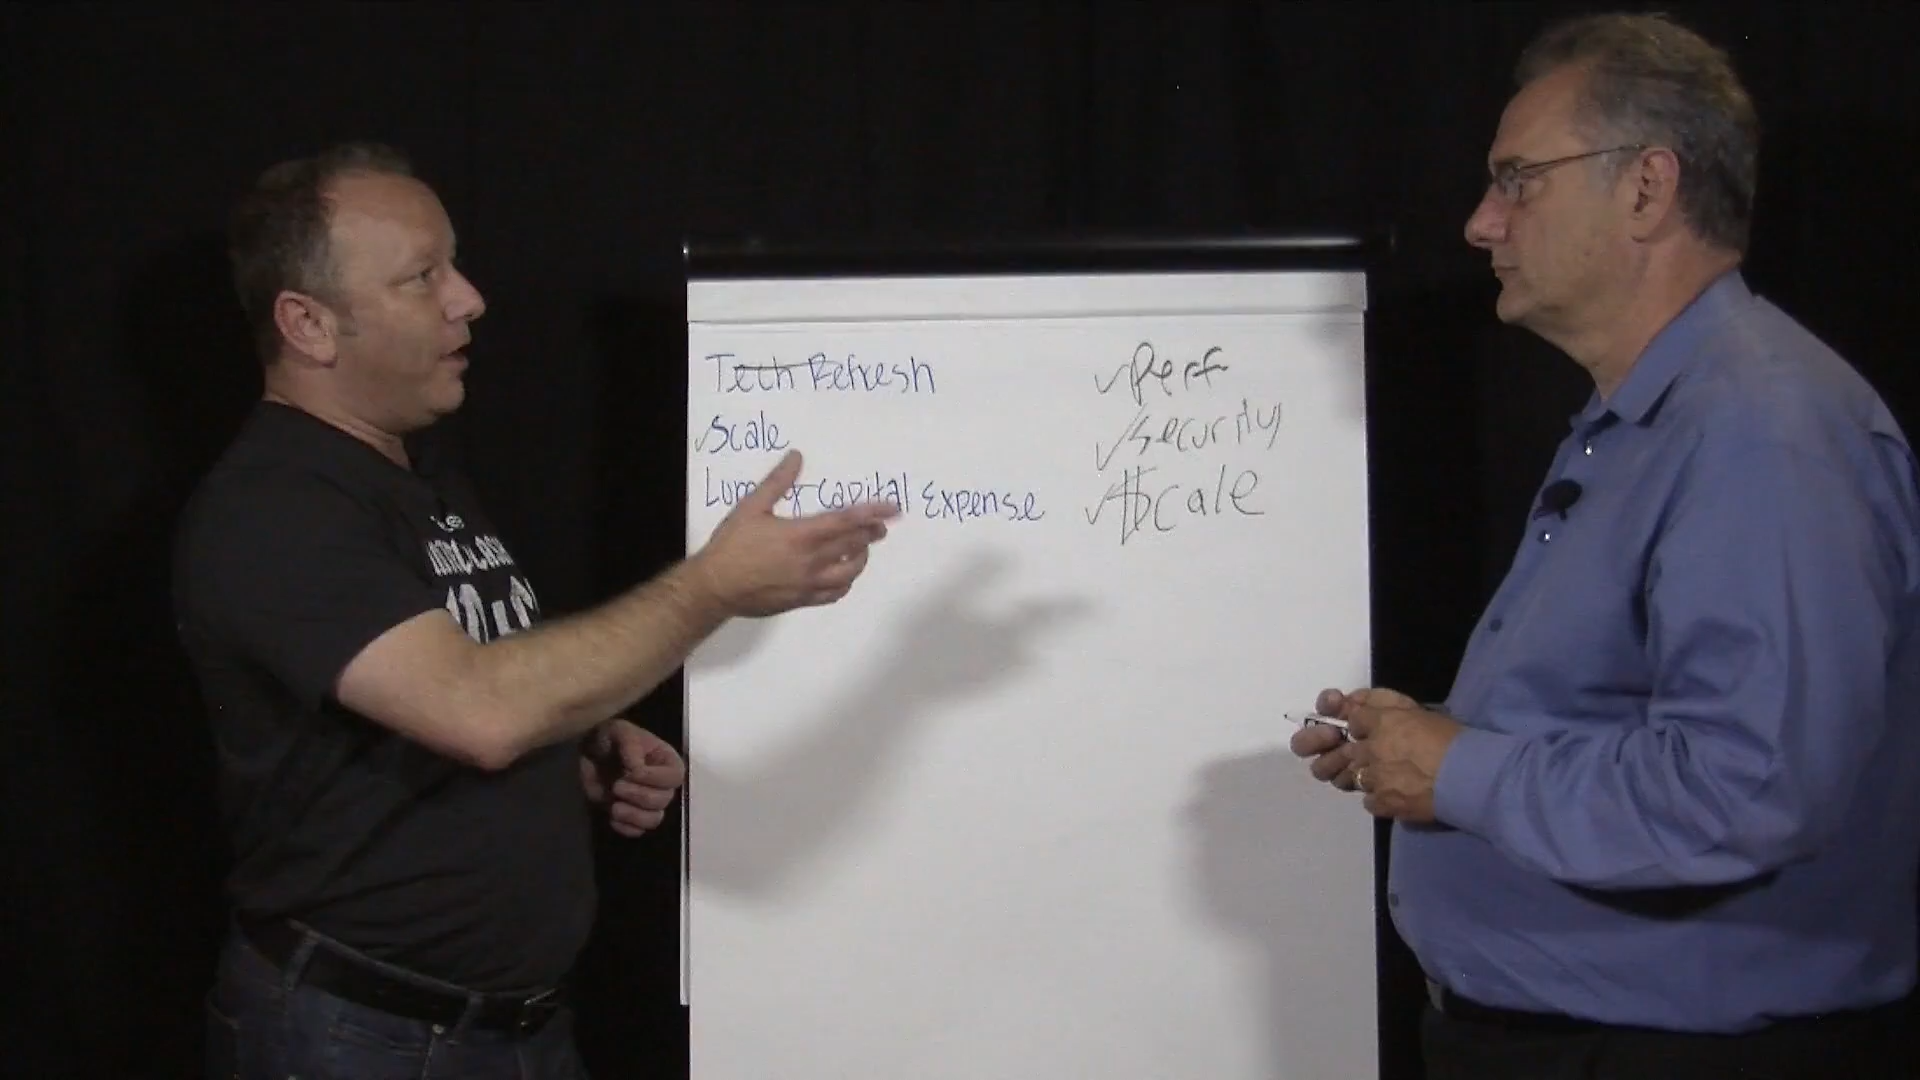 Tech Refresh
✓Scale
capital Expense
✓Perf
✓Security
✓$cale